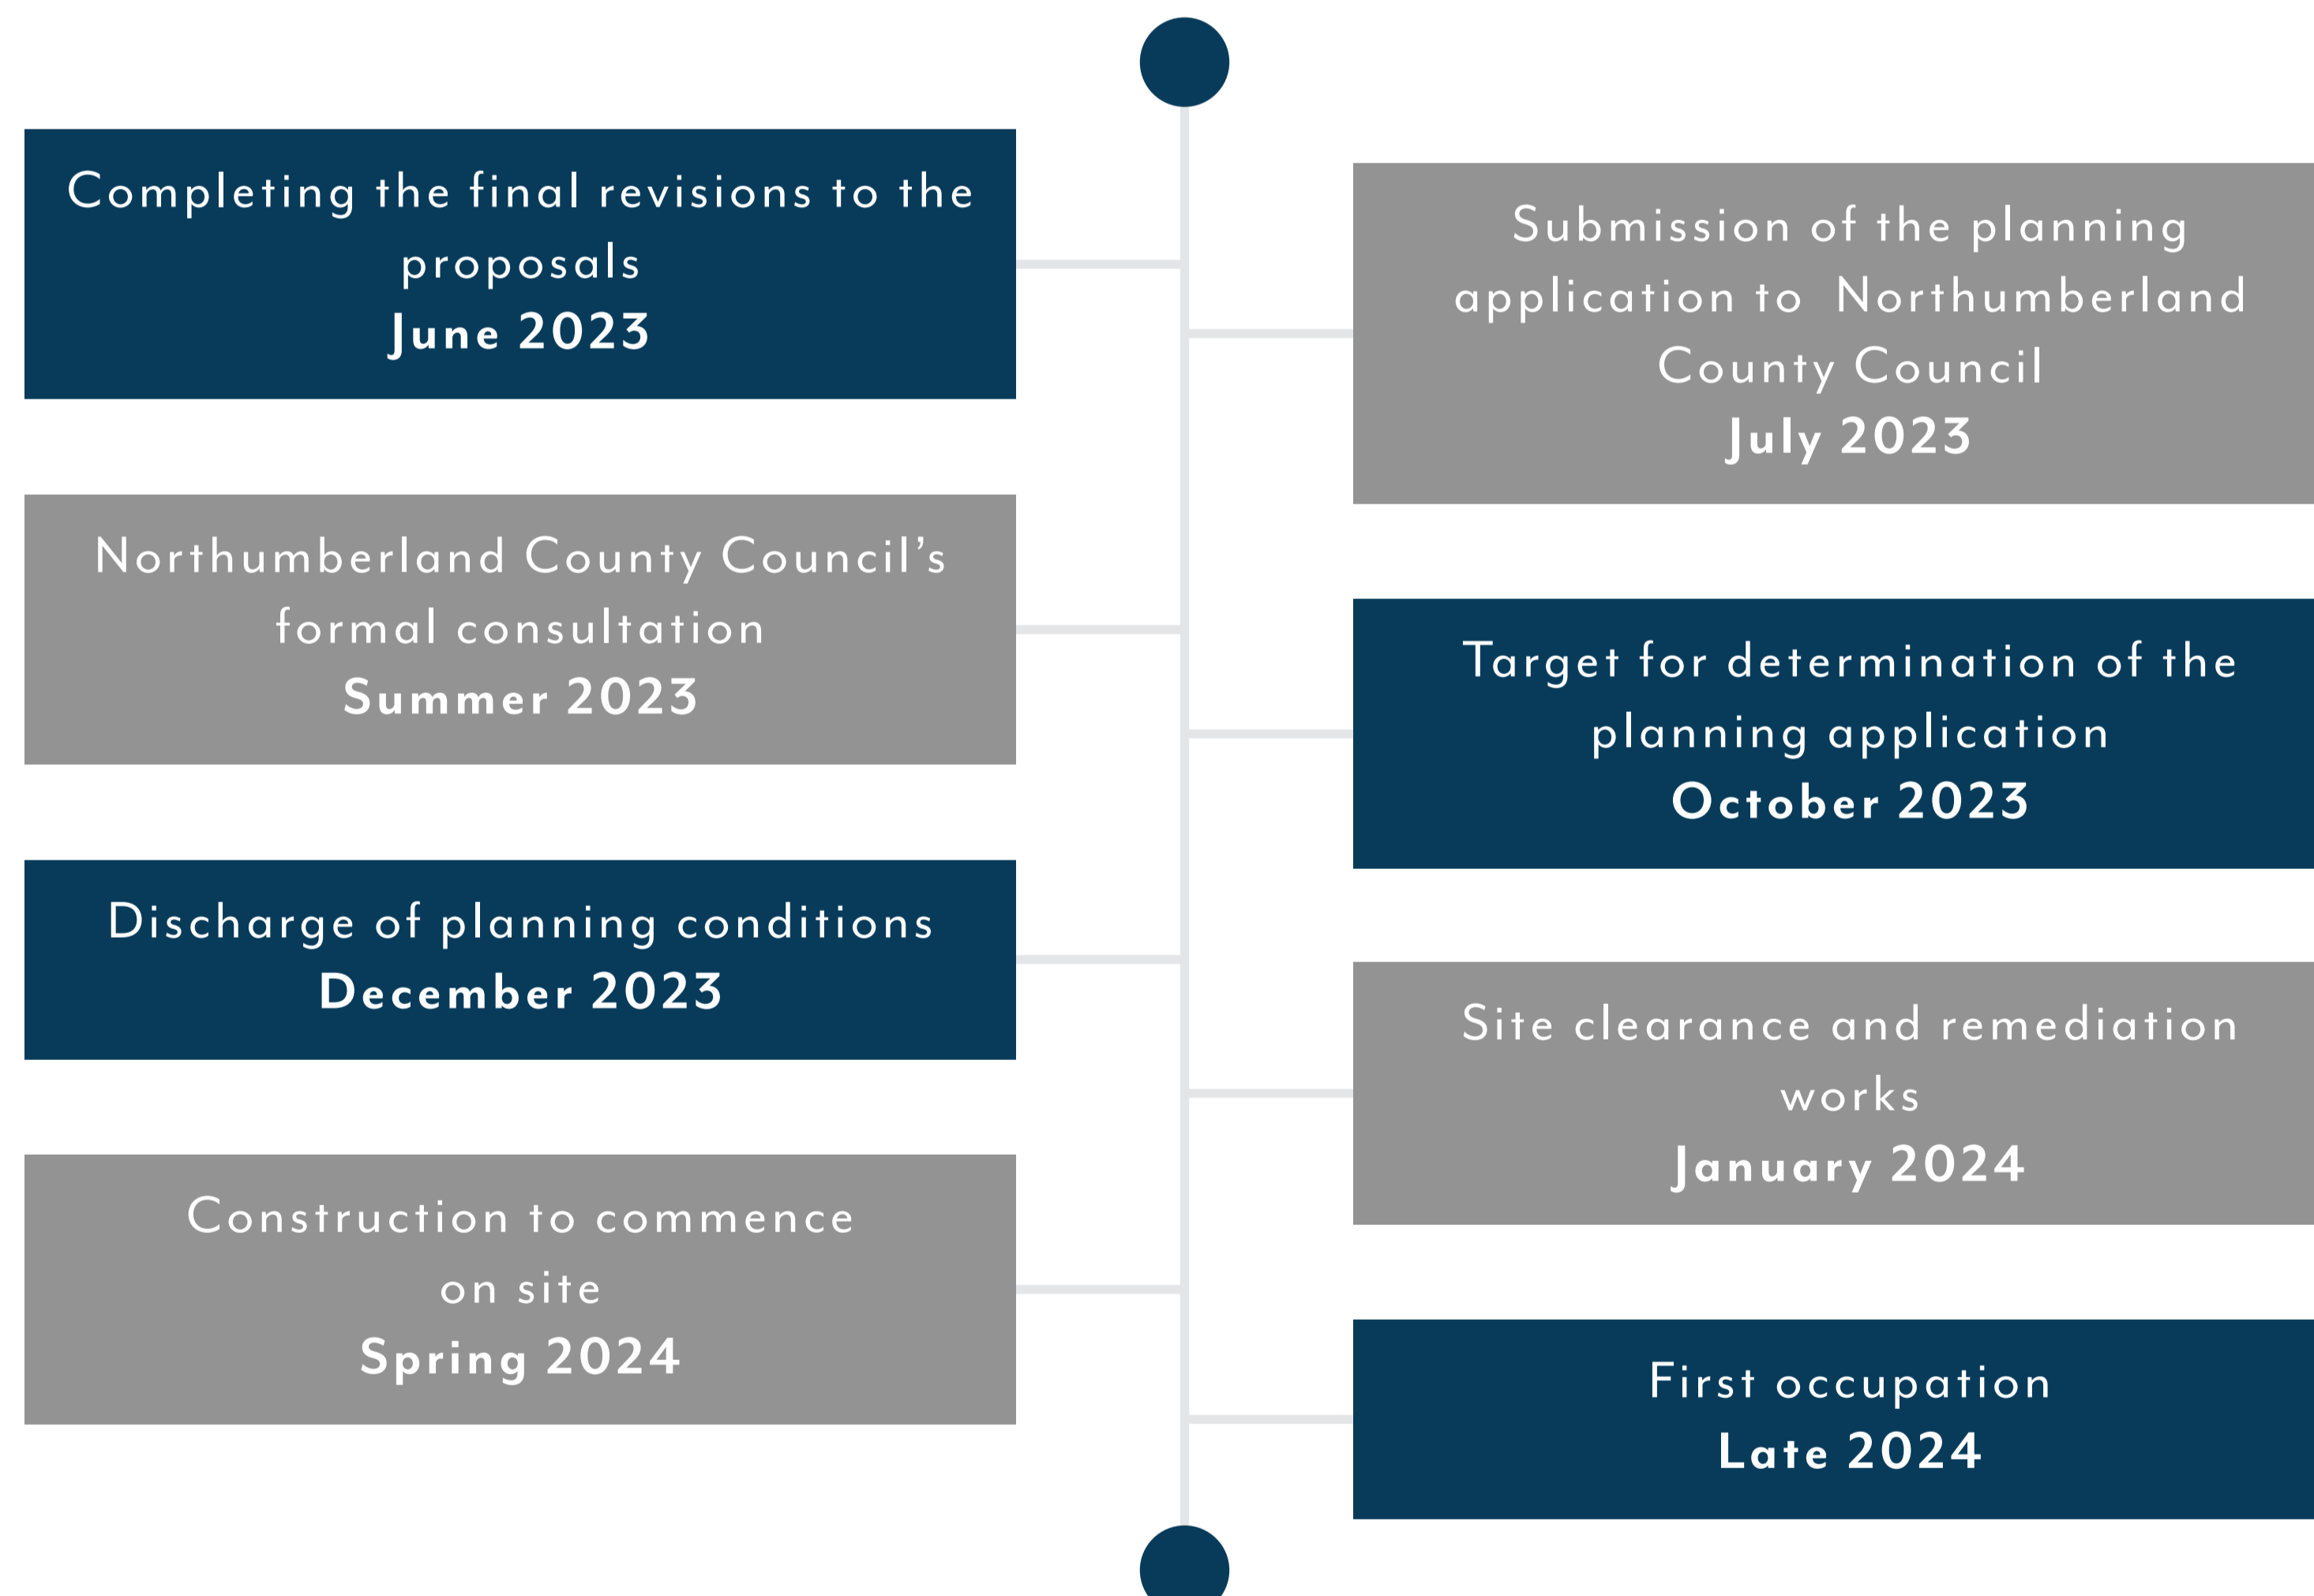 Completing the final revisions to the
proposals
June 2023
Submission of the planning
application to Northumberland
County Council
July 2023
Northumberland County Council’s
formal consultation
Summer 2023
Target for determination of the
planning application
October 2023
Discharge of planning conditions
December 2023
Site clearance and remediation
works
January 2024
Construction to commence
on site
Spring 2024
First occupation
Late 2024